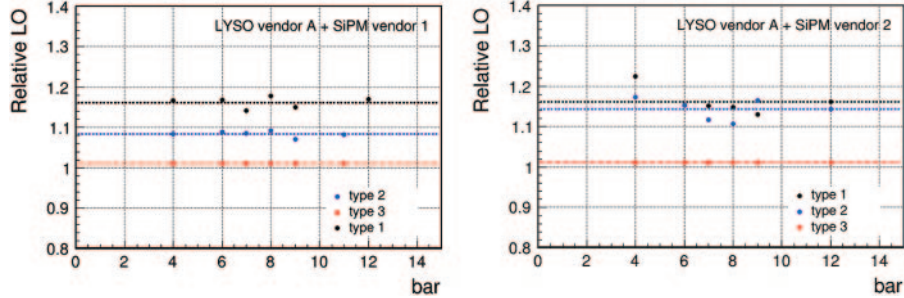 Relative LO
1.4
LYSO vendor A + SiPM vendor 1
1.3
1.2
1.1
1
0.9
type 2
type 3
type 1
0.8
0 2 4 6 8 10 12 14
bar
Relative LO
1.4
LYSO vendor A + SiPM vendor 2
1.3
1.2
1.1
1
0.9
type 1
type 2
type 3
0.8
0 2 4 6 8 10 12 14
bar